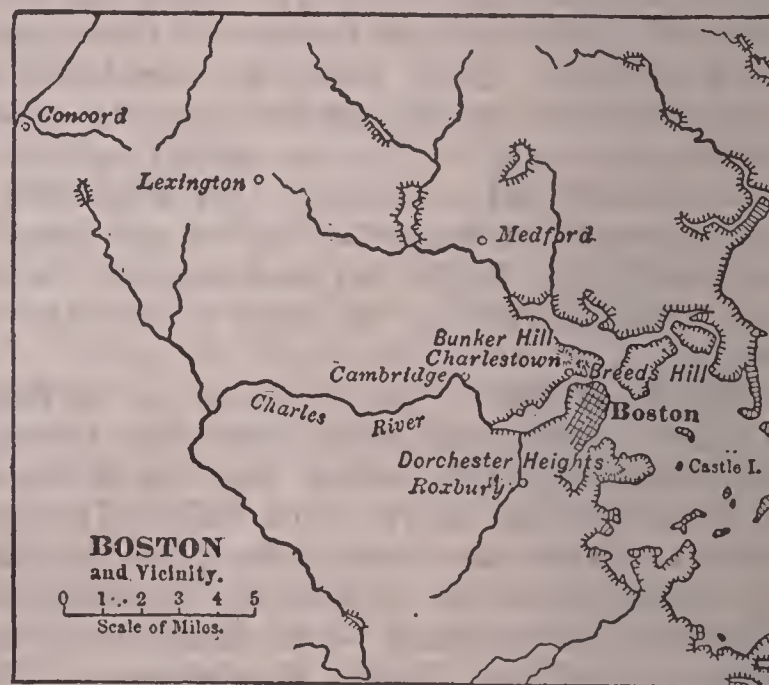 Concord
Lexington
Medford
Bunker Hill
Charlestown
Breeds Hill
Cambridge
Charles
River
Boston
Dorchester Heights
Castle I.
Roxbury
BOSTON
and Vicinity.
0 1 2 3 4 5
Scale of Miles.